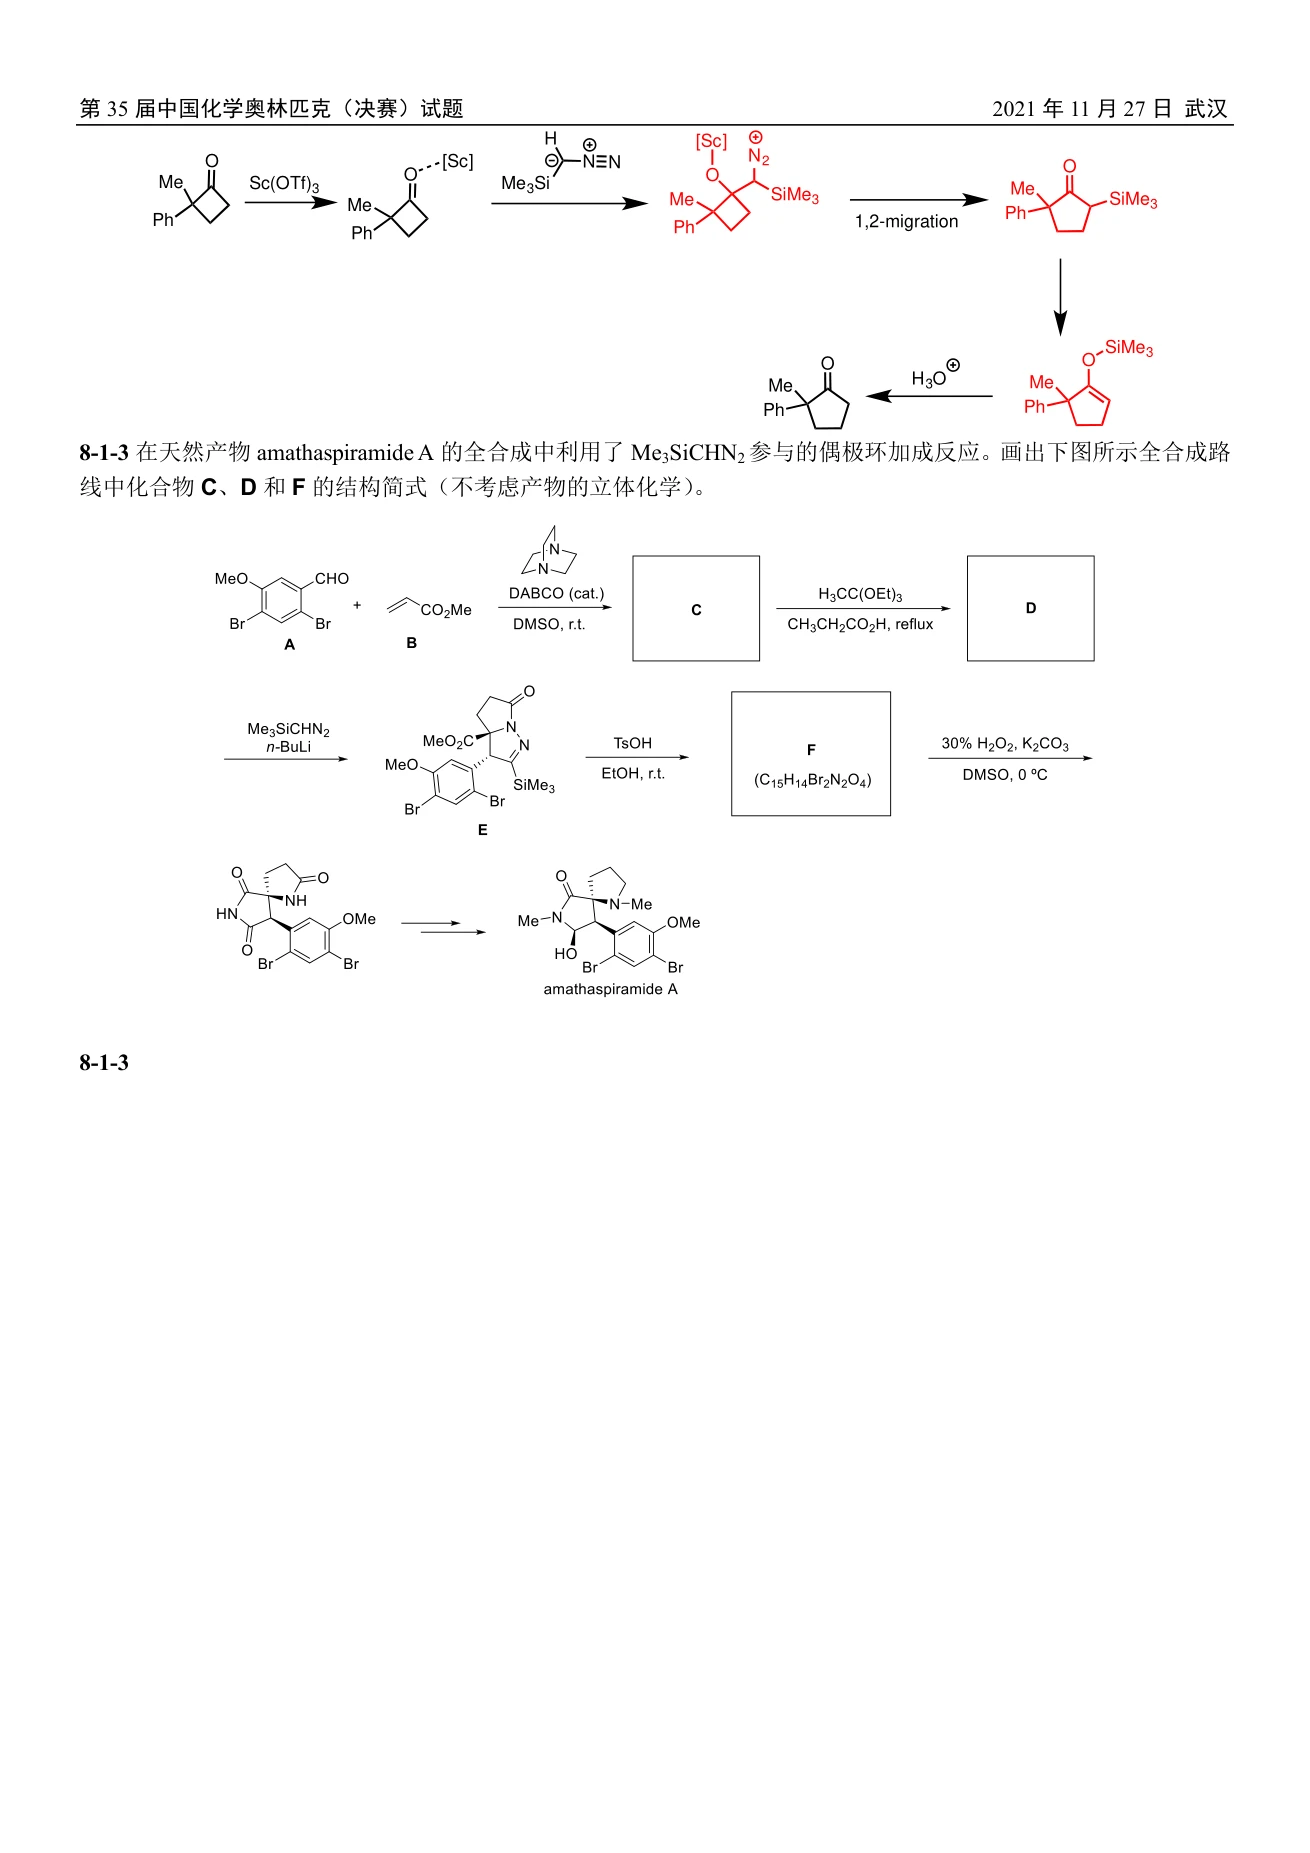 第 35 届中国化学奥林匹克（决赛）试题
2021 年 11 月 27 日 武汉
Me
Ph
O
Sc(OTf)3
Me
Ph
O
[Sc]
H
⊖
⊕
N≡N
Me3Si
[Sc]
O
⊕
N2
SiMe3
Me
Ph
1,2-migration
O
Me
Ph
SiMe3
SiMe3
O
Me
Ph
H3O⊕
O
Me
Ph
8-1-3 在天然产物 amathaspiramide A 的全合成中利用了 Me3SiCHN2 参与的偶极环加成反应。画出下图所示全合成路
线中化合物 C、D 和 F 的结构简式（不考虑产物的立体化学）。
MeO
CHO
Br
Br
A
+
CO2Me
B
N
N
DABCO (cat.)
DMSO, r.t.
C
H3CC(OEt)3
CH3CH2CO2H, reflux
D
Me3SiCHN2
n-BuLi
O
N
N
MeO2C
MeO
SiMe3
Br
Br
E
TsOH
EtOH, r.t.
F
(C15H14Br2N2O4)
30% H2O2, K2CO3
DMSO, 0 ºC
O
O
NH
HN
O
OMe
Br
Br
O
N
Me
Me
N
HO
OMe
Br
Br
amathaspiramide A
8-1-3